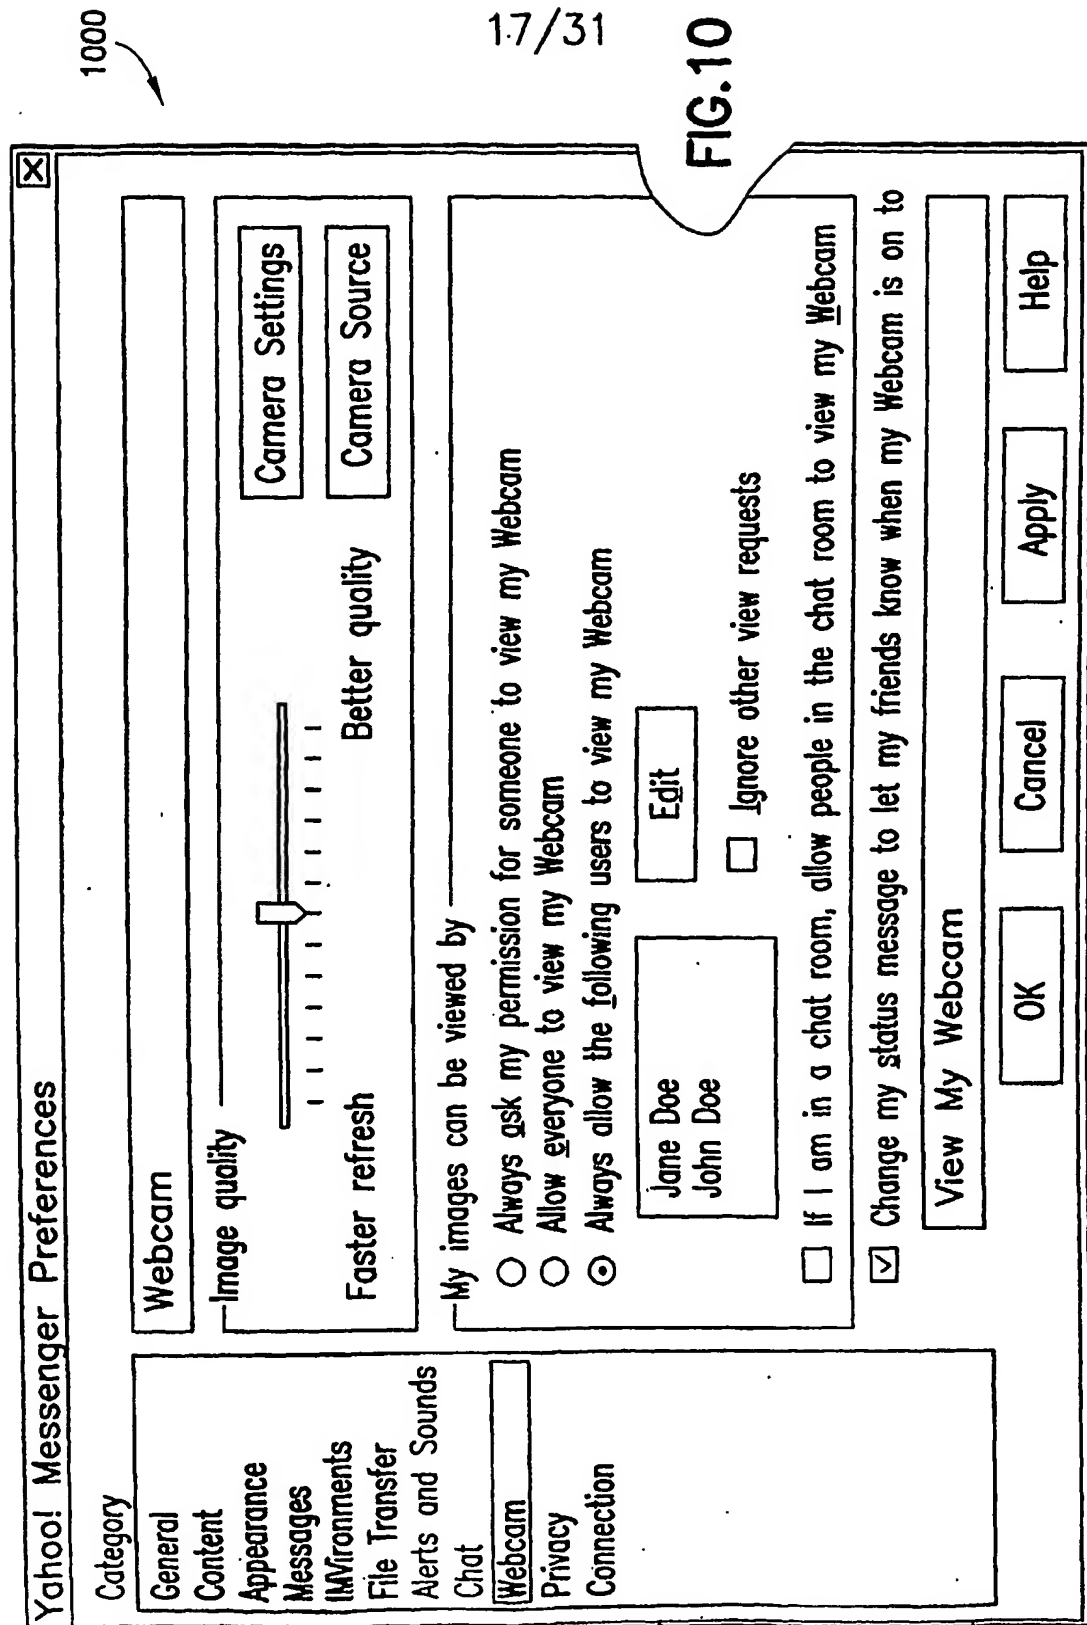 17/31
1000
Yahoo! Messenger Preferences
X
Category
General
Content
Appearance
Messages
IMVironments
File Transfer
Alerts and Sounds
Chat
Webcam
Privacy
Connection
Webcam
Image quality
Faster refresh
Better quality
Camera Settings
Camera Source
My images can be viewed by
Always ask my permission for someone to view my Webcam
Allow everyone to view my Webcam
Always allow the following users to view my Webcam
Jane Doe
John Doe
Edit
Ignore other view requests
If I am in a chat room, allow people in the chat room to view my Webcam
Change my status message to let my friends know when my Webcam is on to
View My Webcam
OK
Cancel
Apply
Help
FIG.10